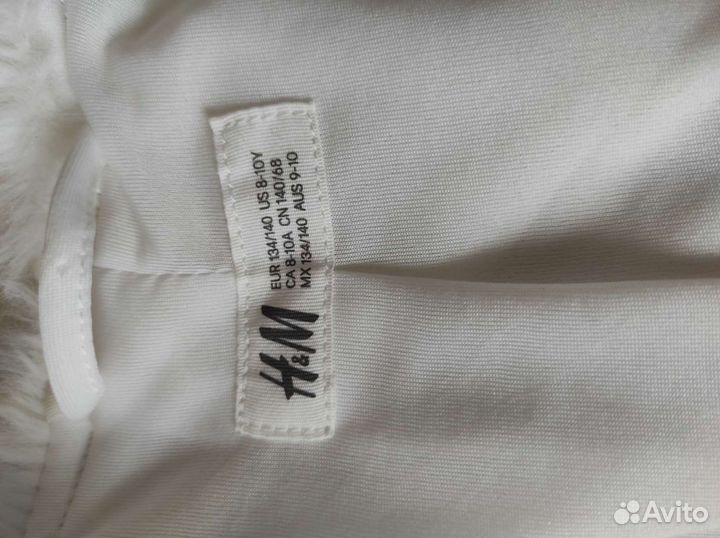 H&M
EUR 134/140 US 8-10Y
CA 8-10A CN 140/68
MX 134/140 AUS 9-10
Avito